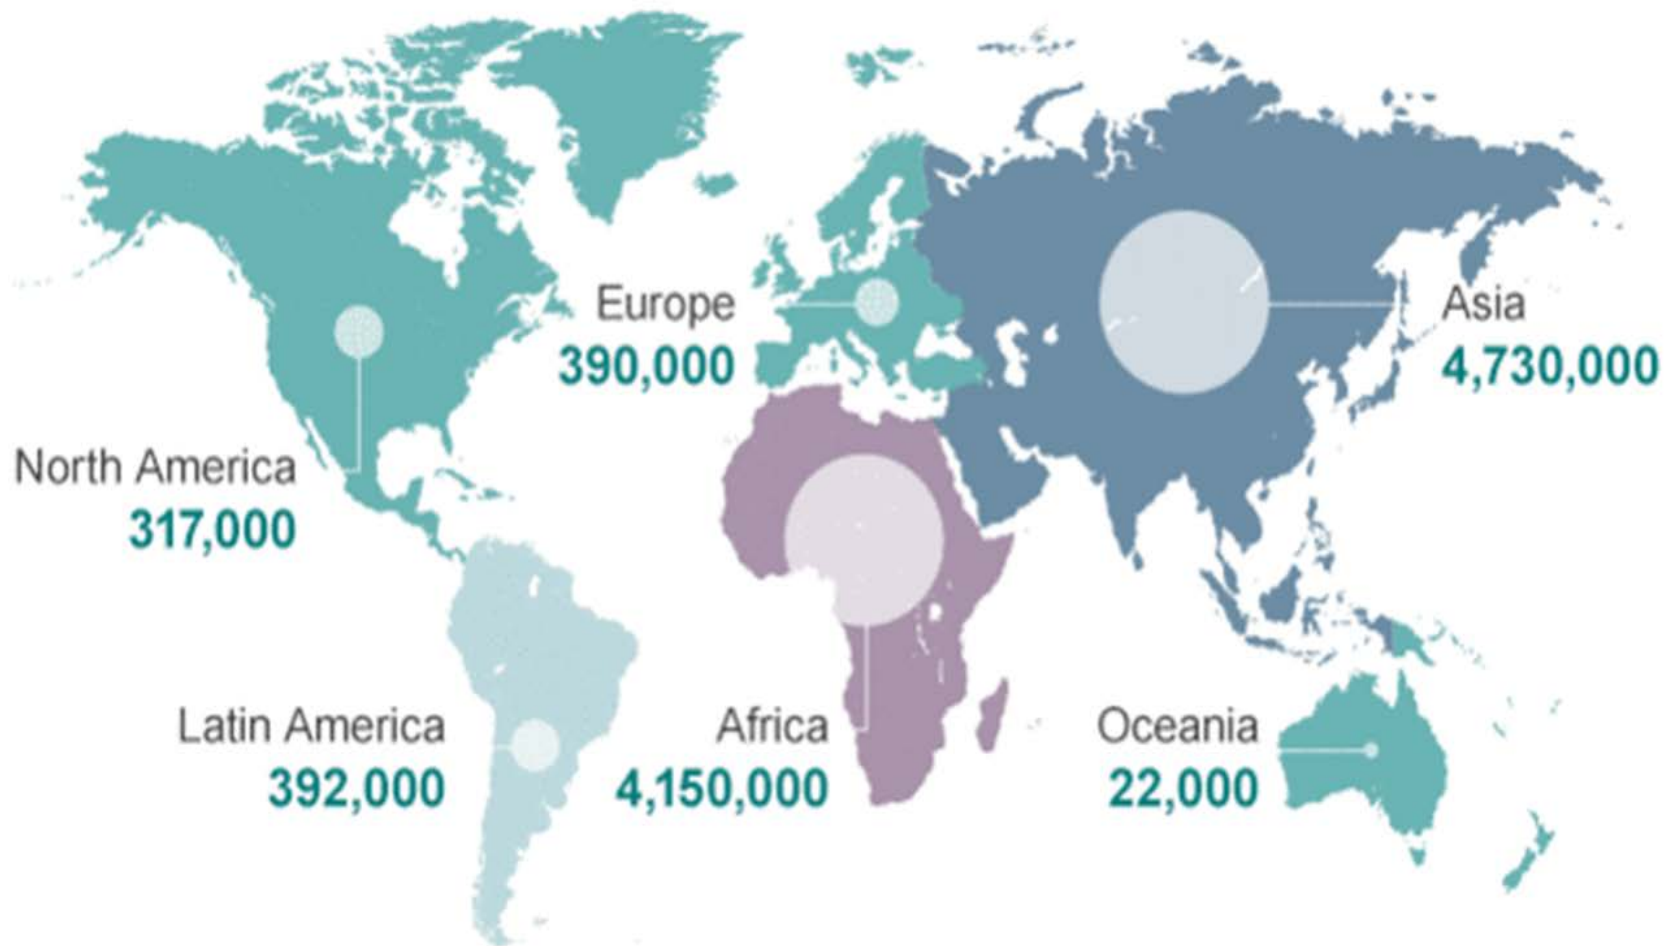 Europe
390,000
Asia
4,730,000
North America
317,000
Latin America
392,000
Africa
4,150,000
Oceania
22,000